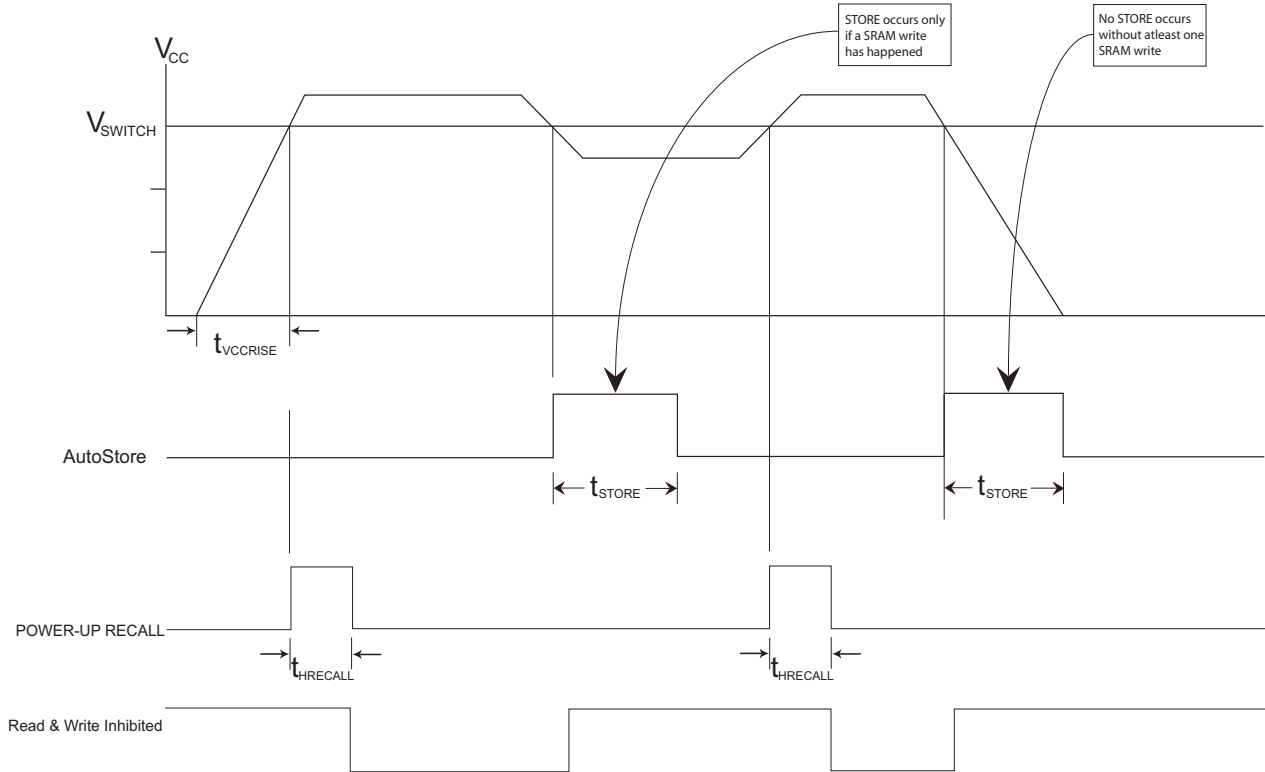 STORE occurs only
if a SRAM write
has happened
No STORE occurs
without atleast one
SRAM write
VCC
VSWITCH
tVCCRISE
AutoStore
tSTORE
tSTORE
POWER-UP RECALL
tHRECALL
tHRECALL
Read & Write Inhibited